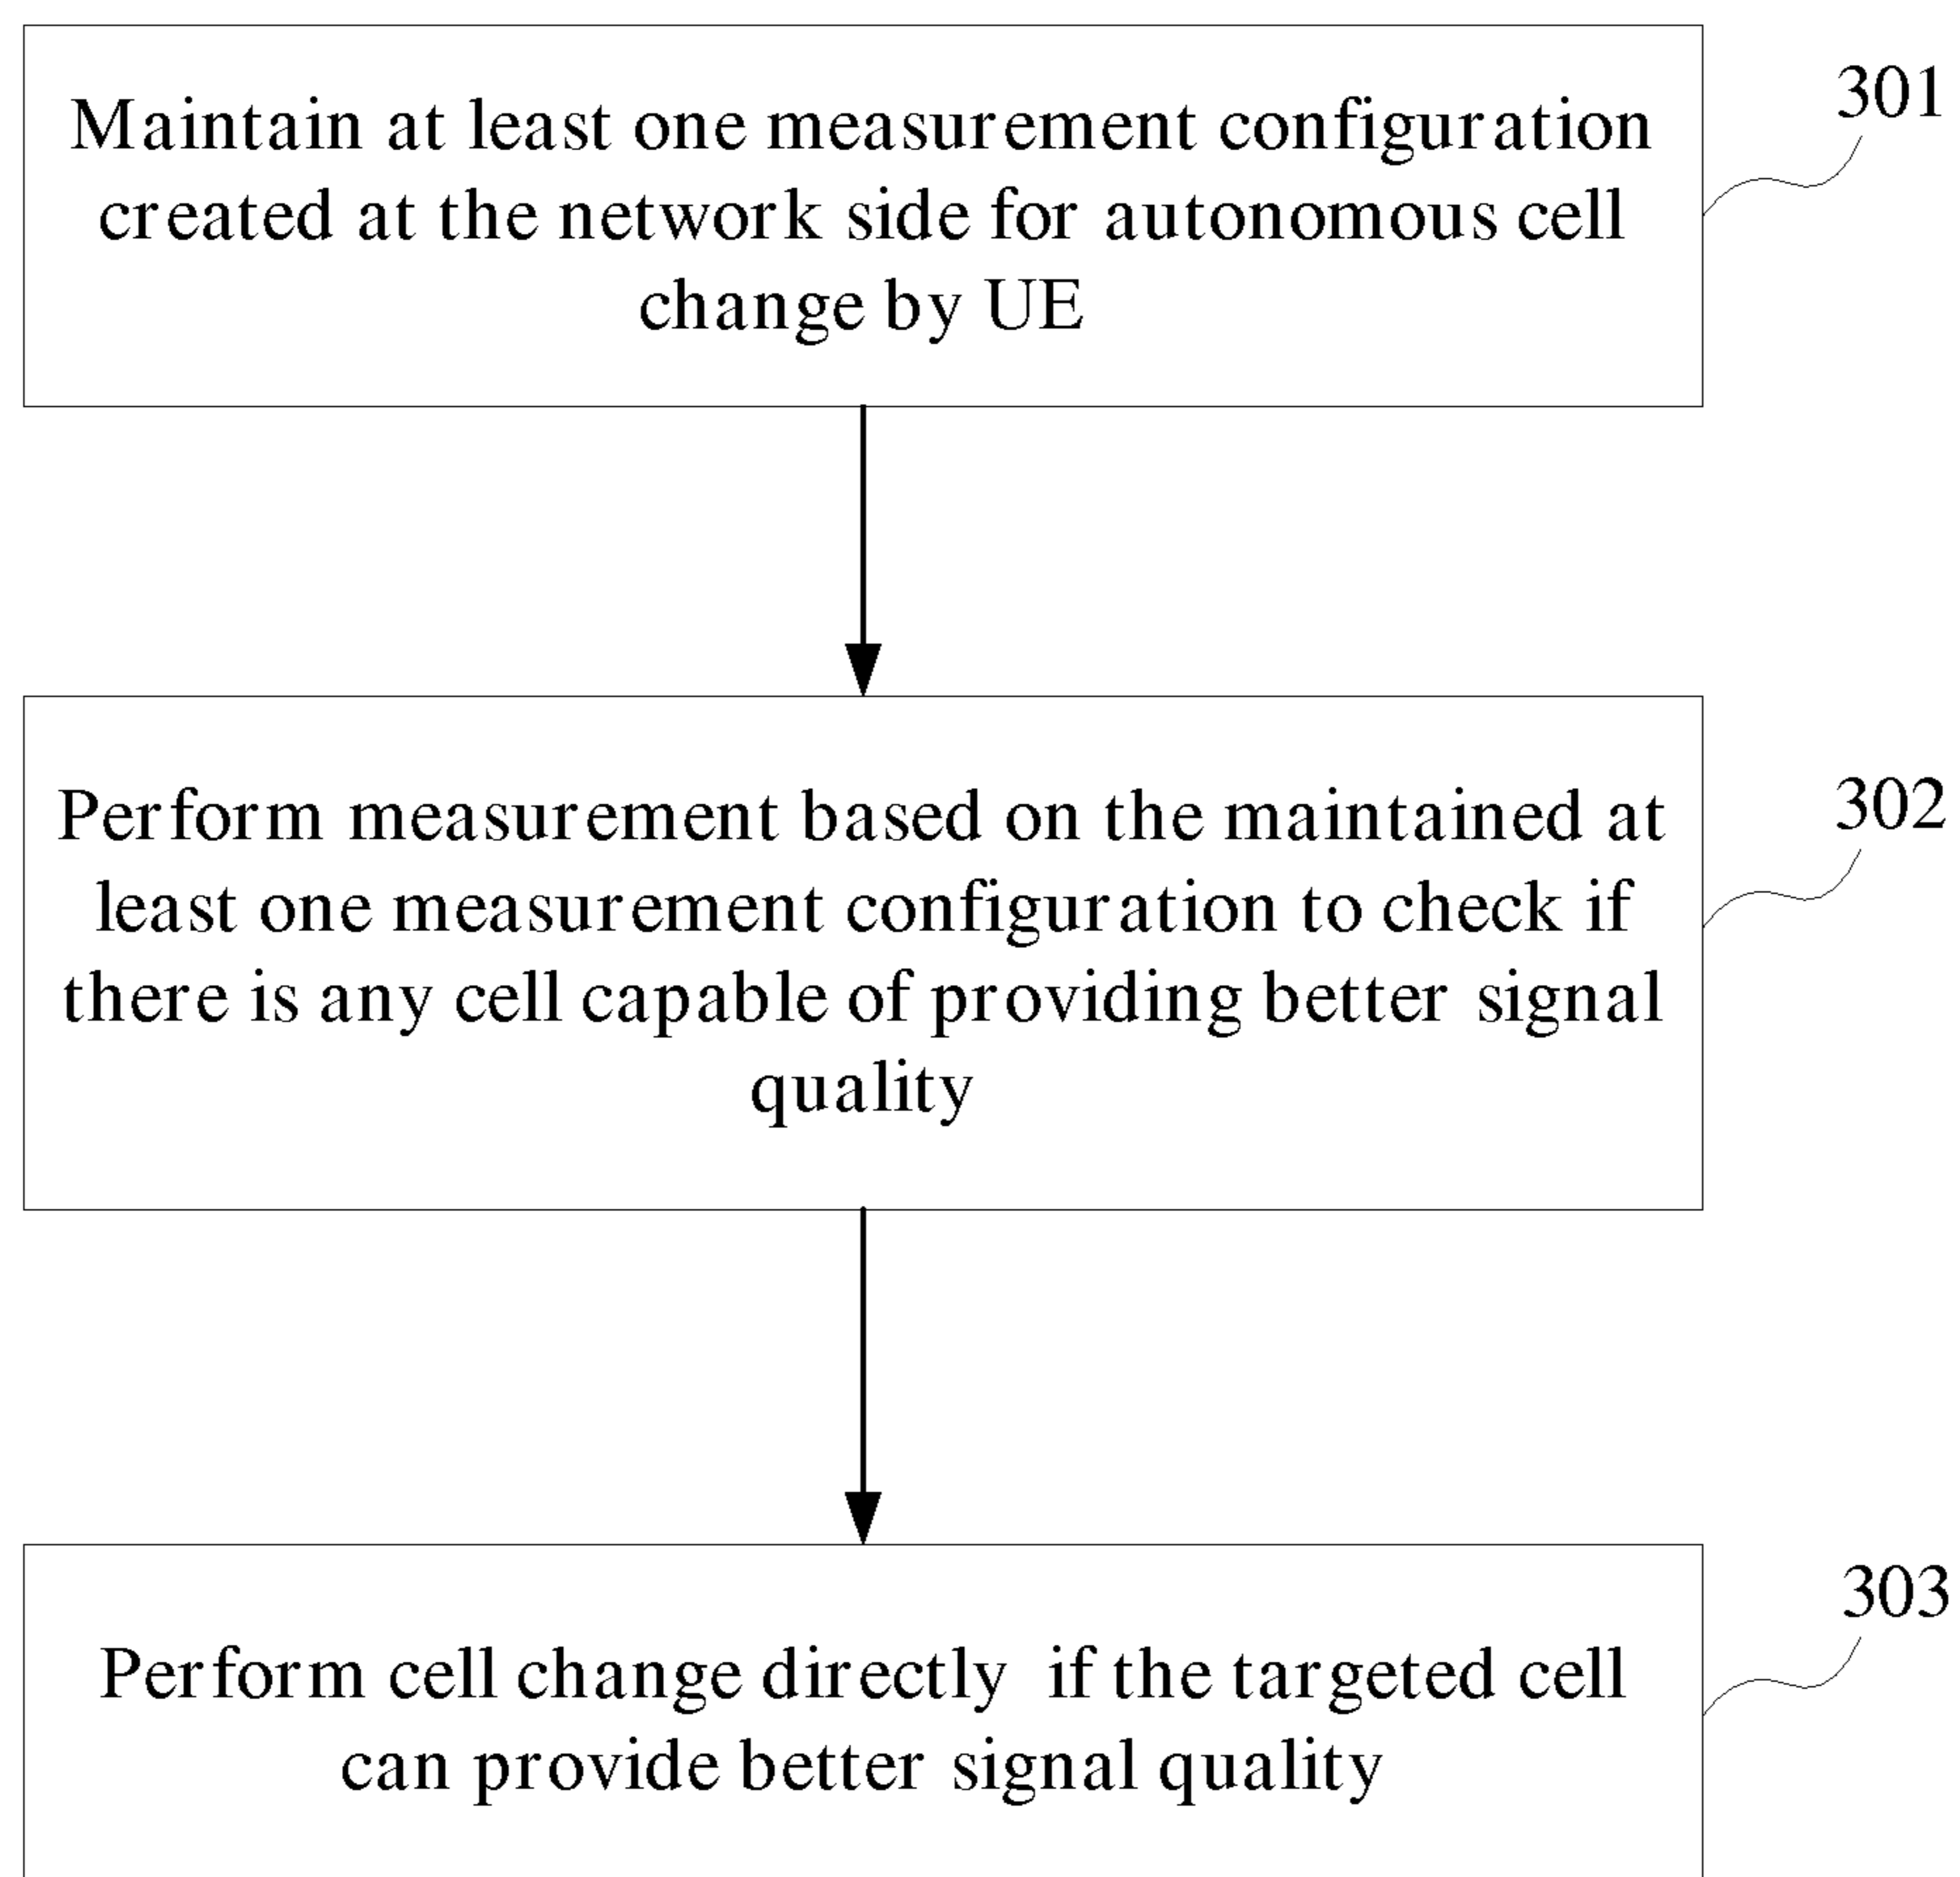 Maintain at least one measurement configuration
created at the network side for autonomous cell
change by UE
301
Perform measurement based on the maintained at
least one measurement configuration to check if
there is any cell capable of providing better signal
quality
302
Perform cell change directly  if the targeted cell
can provide better signal quality
303